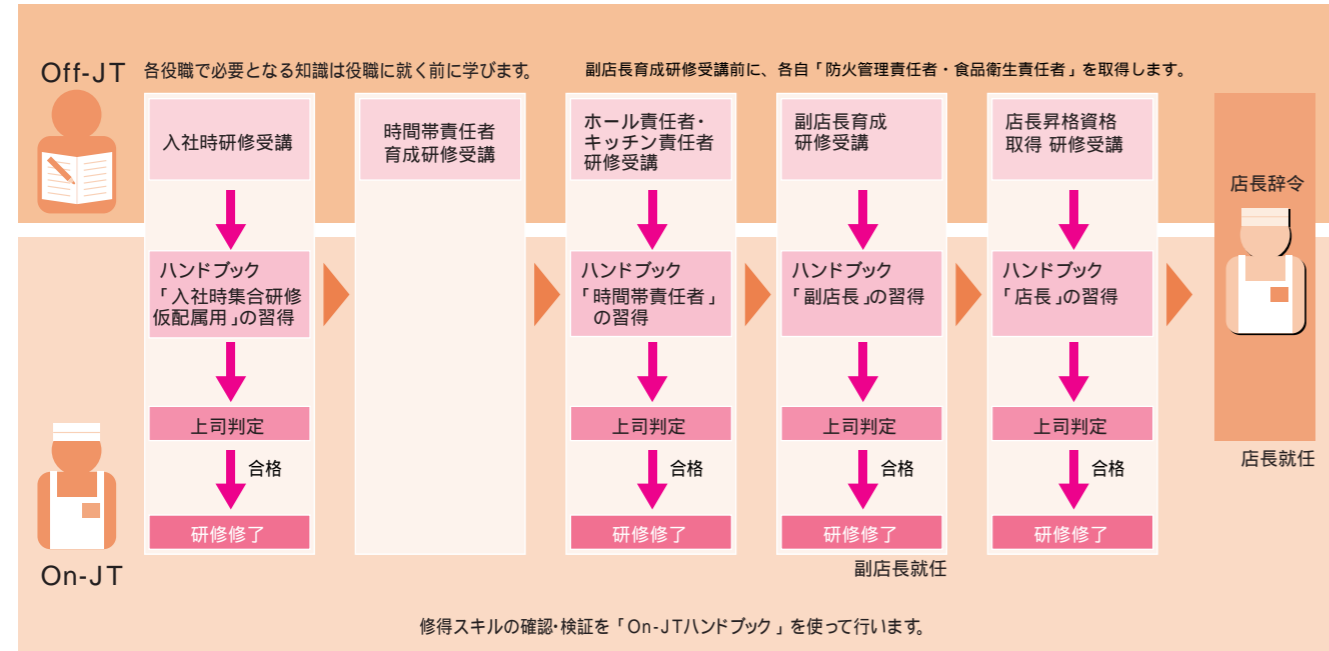 Off-JT
各役職で必要となる知識は役職に就く前に学びます。
副店長育成研修受講前に、各自「防火管理責任者・食品衛生責任者」を取得します。
入社時研修受講
ハンドブック
「入社時集合研修
仮配属用」の習得
上司判定
合格
研修修了
時間帯責任者
育成研修受講
ホール責任者・
キッチン責任者
研修受講
ハンドブック
「時間帯責任者」
の習得
上司判定
合格
研修修了
副店長育成
研修受講
ハンドブック
「副店長」の習得
上司判定
合格
研修修了
副店長就任
店長昇格資格
取得 研修受講
ハンドブック
「店長」の習得
上司判定
合格
研修修了
店長辞令
店長就任
On-JT
修得スキルの確認・検証を「On-JTハンドブック」を使って行います。